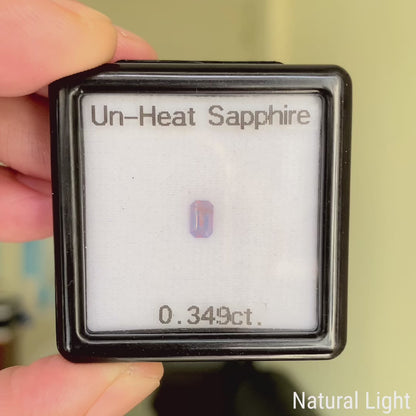 Un-Heat Sapphire
0.349ct.
Natural Light